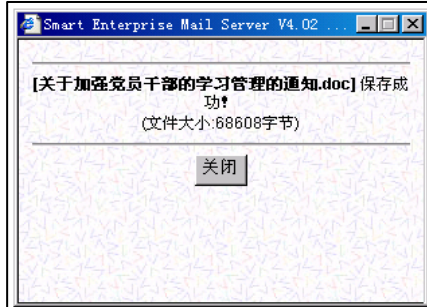 Smart Enterprise Mail Server V4.02 ...
[关于加强党员干部的学习管理的通知.doc] 保存成
功!
(文件大小:68608字节)
关闭